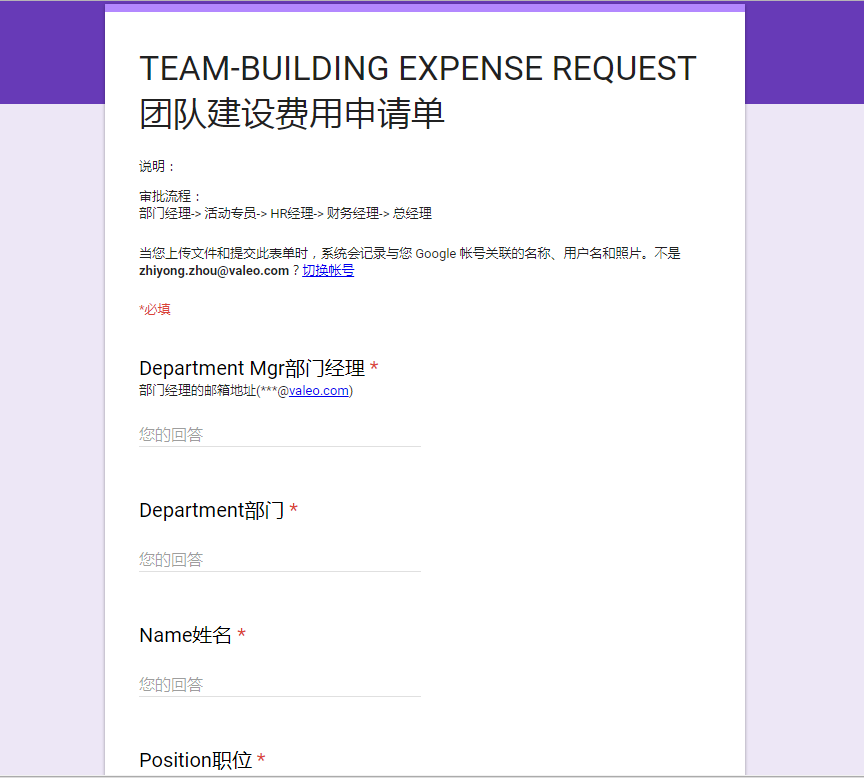 TEAM-BUILDING EXPENSE REQUEST
团队建设费用申请单
说明：
审批流程：
部门经理-> 活动专员-> HR经理-> 财务经理-> 总经理
当您上传文件和提交此表单时，系统会记录与您 Google 帐号关联的名称、用户名和照片。不是
zhiyong.zhou@valeo.com？切换帐号
*必填
Department Mgr部门经理 *
部门经理的邮箱地址(***@valeo.com)
您的回答
Department部门 *
您的回答
Name姓名 *
您的回答
Position职位 *